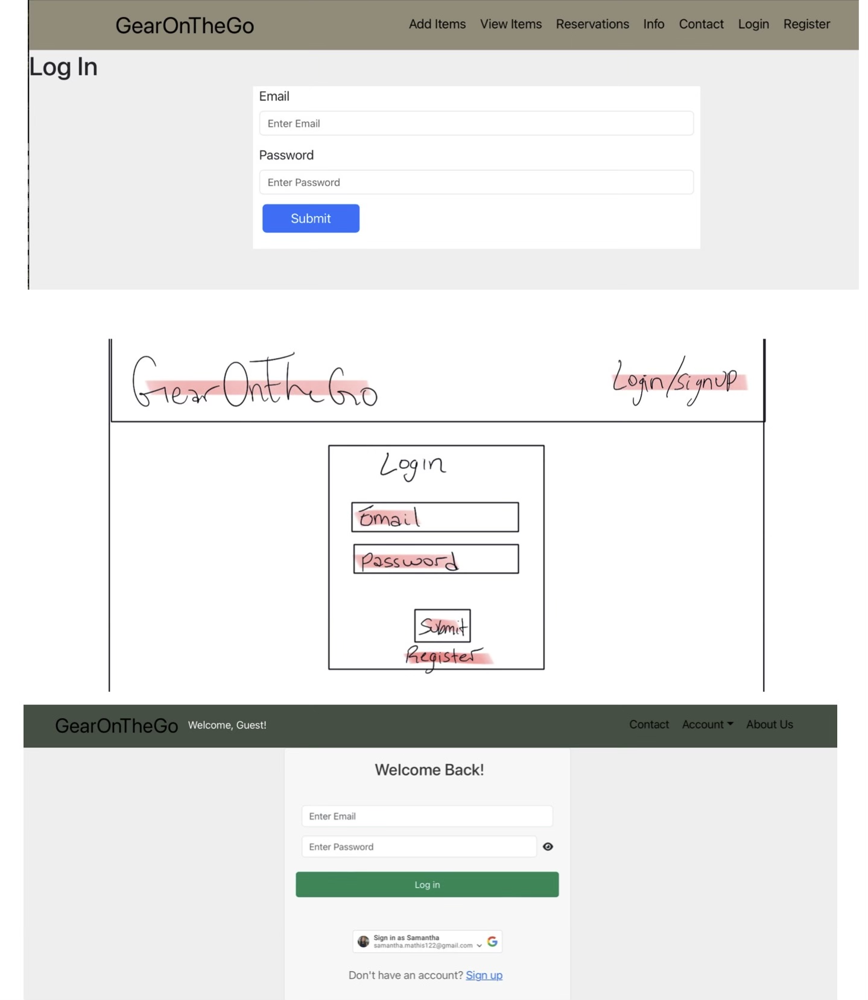 GearOnTheGo Add Items View Items Reservations Info Contact Login Register
Log In
Email
Enter Email
Password
Enter Password
Submit
GearOnTheGo Login/signup
Login
Email
Password
Submit
Register
GearOnTheGo Welcome, Guest! Contact Account About Us
Welcome Back!
Enter Email
Enter Password
Log in
Sign in as Samantha
samantha.mathis122@gmail.com
Don't have an account? Sign up